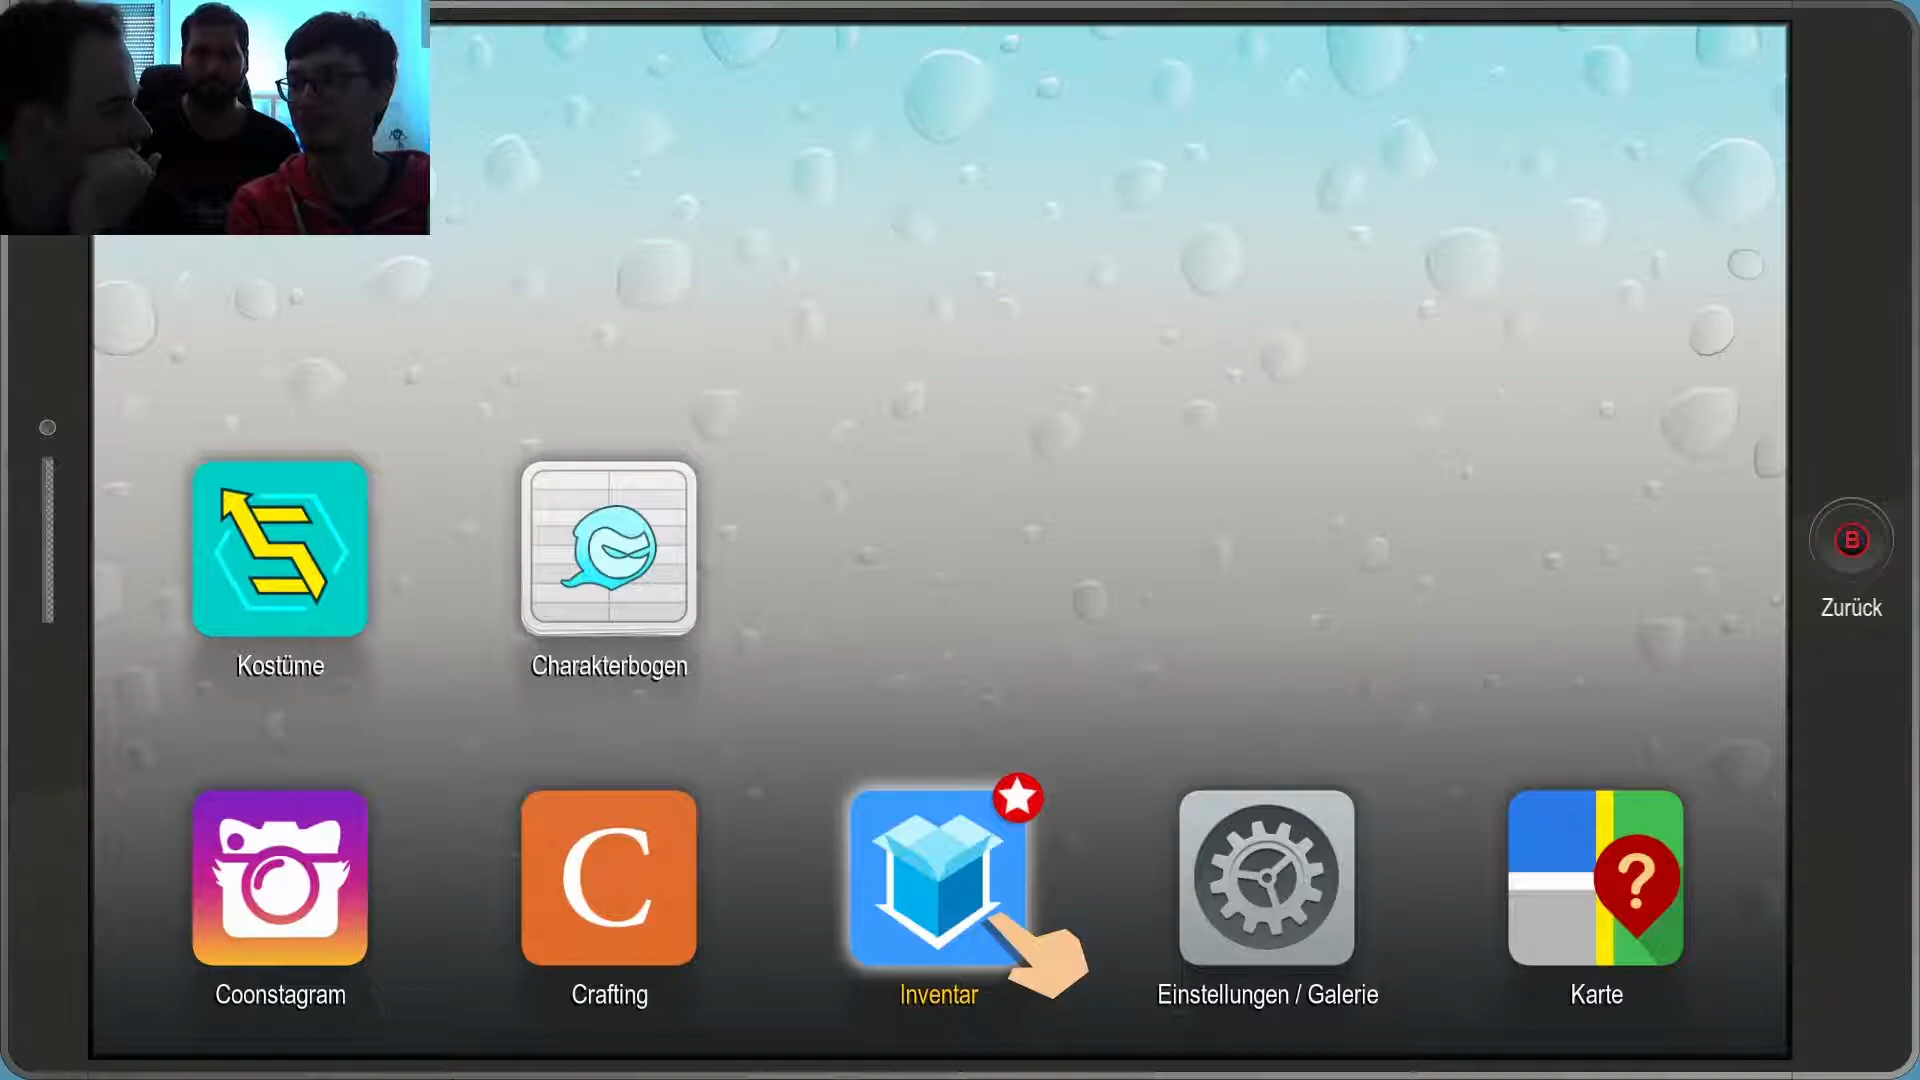 B
Zurück
Kostüme
Charakterbogen
C
?
Coonstagram
Crafting
Inventar
Einstellungen / Galerie
Karte